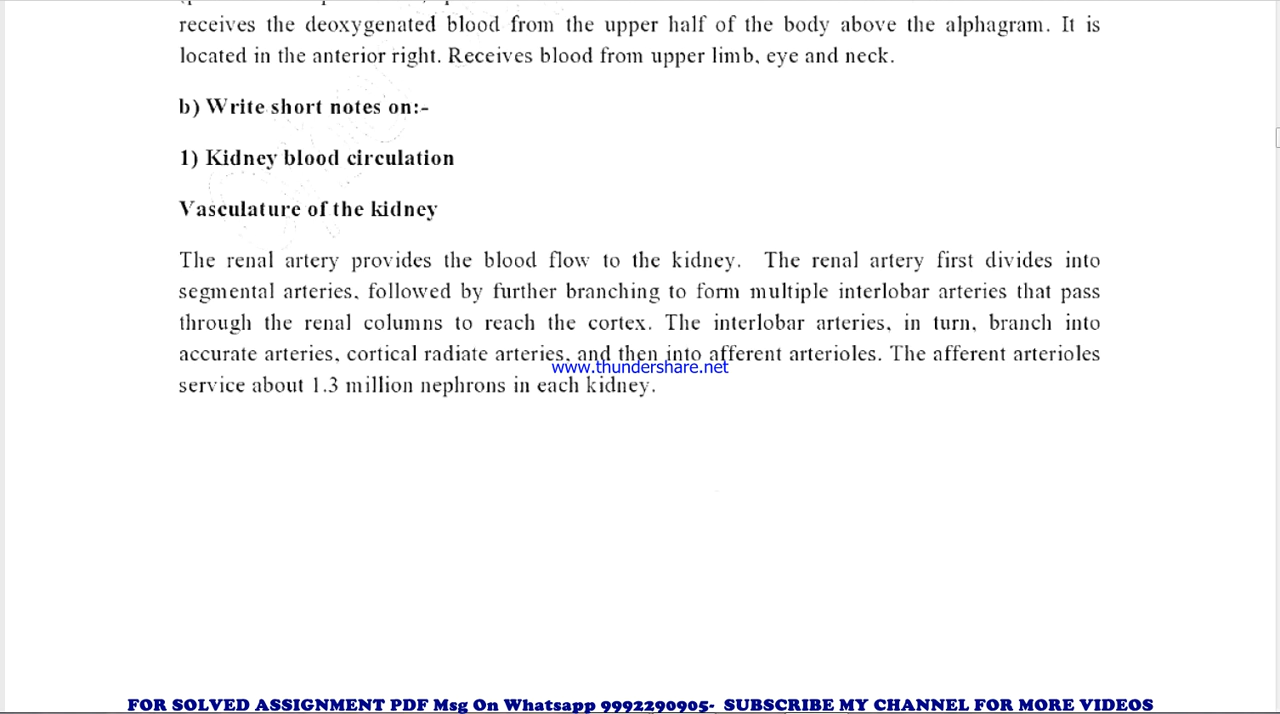 receives the deoxygenated blood from the upper half of the body above the alphagram. It is
located in the anterior right. Receives blood from upper limb, eye and neck.
b) Write short notes on:-
1) Kidney blood circulation
Vasculature of the kidney
The renal artery provides the blood flow to the kidney. The renal artery first divides into
segmental arteries, followed by further branching to form multiple interlobar arteries that pass
through the renal columns to reach the cortex. The interlobar arteries, in turn, branch into
accurate arteries, cortical radiate arteries, and then into afferent arterioles. The afferent arterioles
www.thundershare.net
service about 1.3 million nephrons in each kidney.
FOR SOLVED ASSIGNMENT PDF Msg On Whatsapp 9992290905- SUBSCRIBE MY CHANNEL FOR MORE VIDEOS